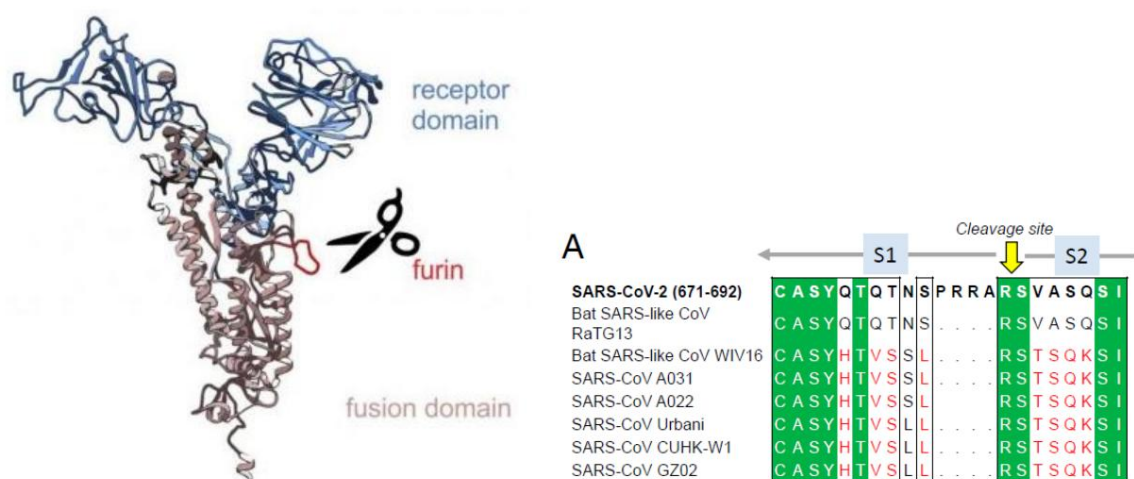 receptor
domain
furin
fusion domain
A
Cleavage site
S1
S2
SARS-CoV-2 (671-692) C A S Y Q T Q T N S P R R A R S V A S Q S I
Bat SARS-like CoV
RaTG13 C A S Y Q T Q T N S . . . . R S V A S Q S I
Bat SARS-like CoV WIV16 C A S Y H T V S S L . . . . R S T S Q K S I
SARS-CoV A031 C A S Y H T V S S L . . . . R S T S Q K S I
SARS-CoV A022 C A S Y H T V S S L . . . . R S T S Q K S I
SARS-CoV Urbani C A S Y H T V S L L . . . . R S T S Q K S I
SARS-CoV CUHK-W1 C A S Y H T V S L L . . . . R S T S Q K S I
SARS-CoV GZ02 C A S Y H T V S L L . . . . R S T S Q K S I